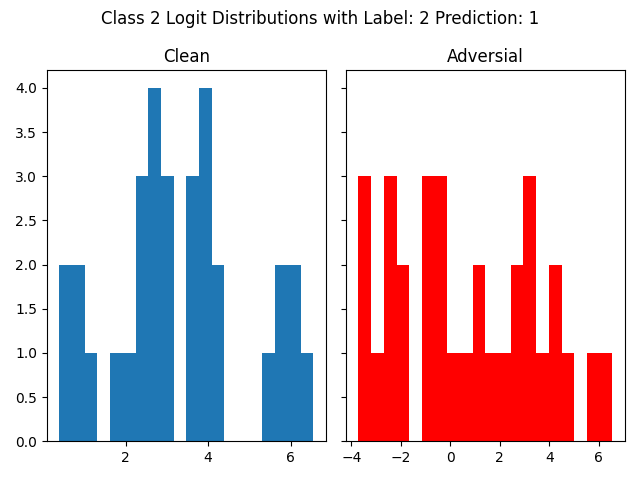 Class 2 Logit Distributions with Label: 2 Prediction: 1
Clean
Adversial
4.0
3.5
3.0
2.5
2.0
1.5
1.0
0.5
0.0
2 4 6
−4 −2 0 2 4 6